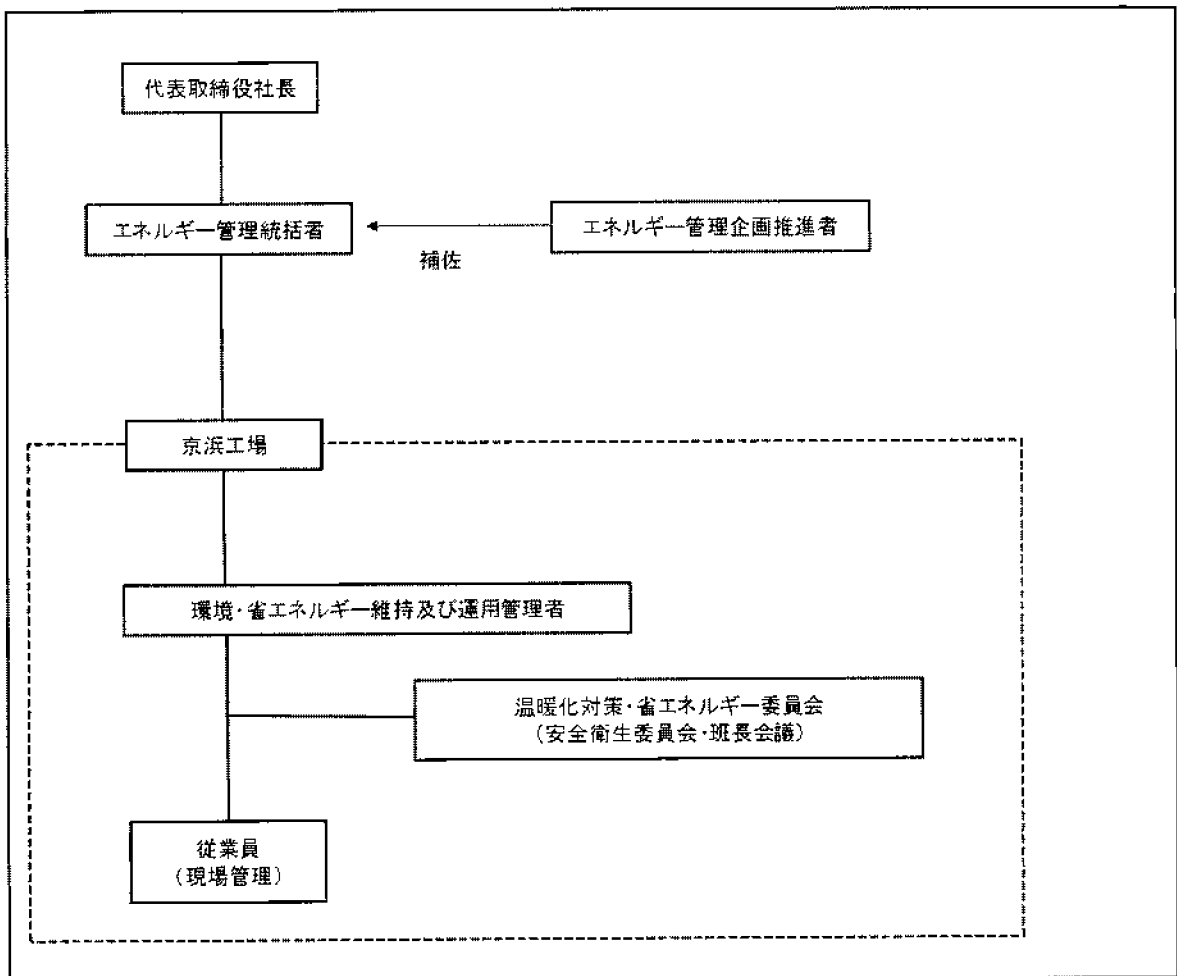 代表取締役社長
エネルギー管理統括者
エネルギー管理企画推進者
補佐
京浜工場
環境・省エネルギー維持及び運用管理者
温暖化対策・省エネルギー委員会
(安全衛生委員会・班長会議)
従業員
(現場管理)